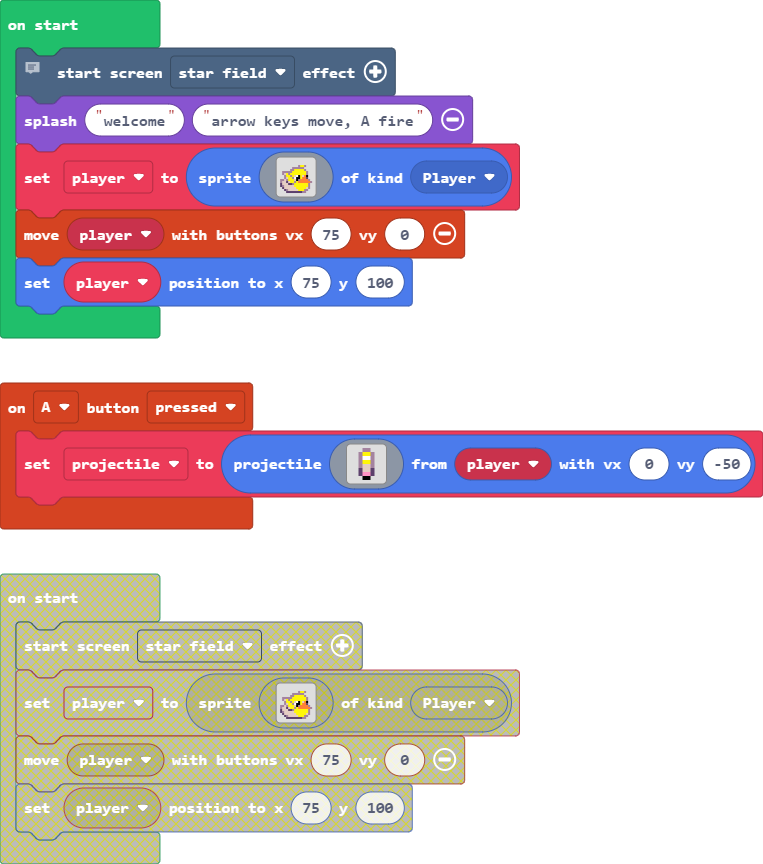 on start
start screen star field effect
splash "welcome" "arrow keys move, A fire"
set player to sprite of kind Player
move player with buttons vx 75 vy 0
set player position to x 75 y 100
on A button pressed
set projectile to projectile from player with vx 0 vy -50
on start
start screen star field effect
set player to sprite of kind Player
move player with buttons vx 75 vy 0
set player position to x 75 y 100